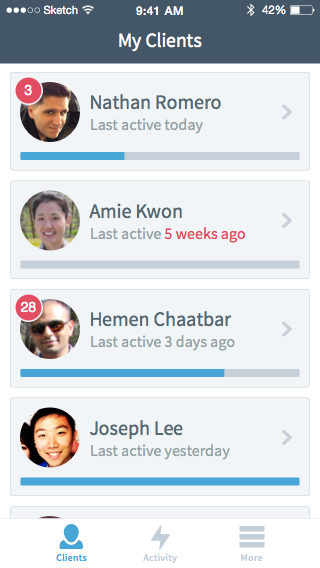 Sketch 9:41 AM 42%
My Clients
3
Nathan Romero
Last active today
Amie Kwon
Last active 5 weeks ago
28
Hemen Chaatbar
Last active 3 days ago
Joseph Lee
Last active yesterday
Clients Activity More